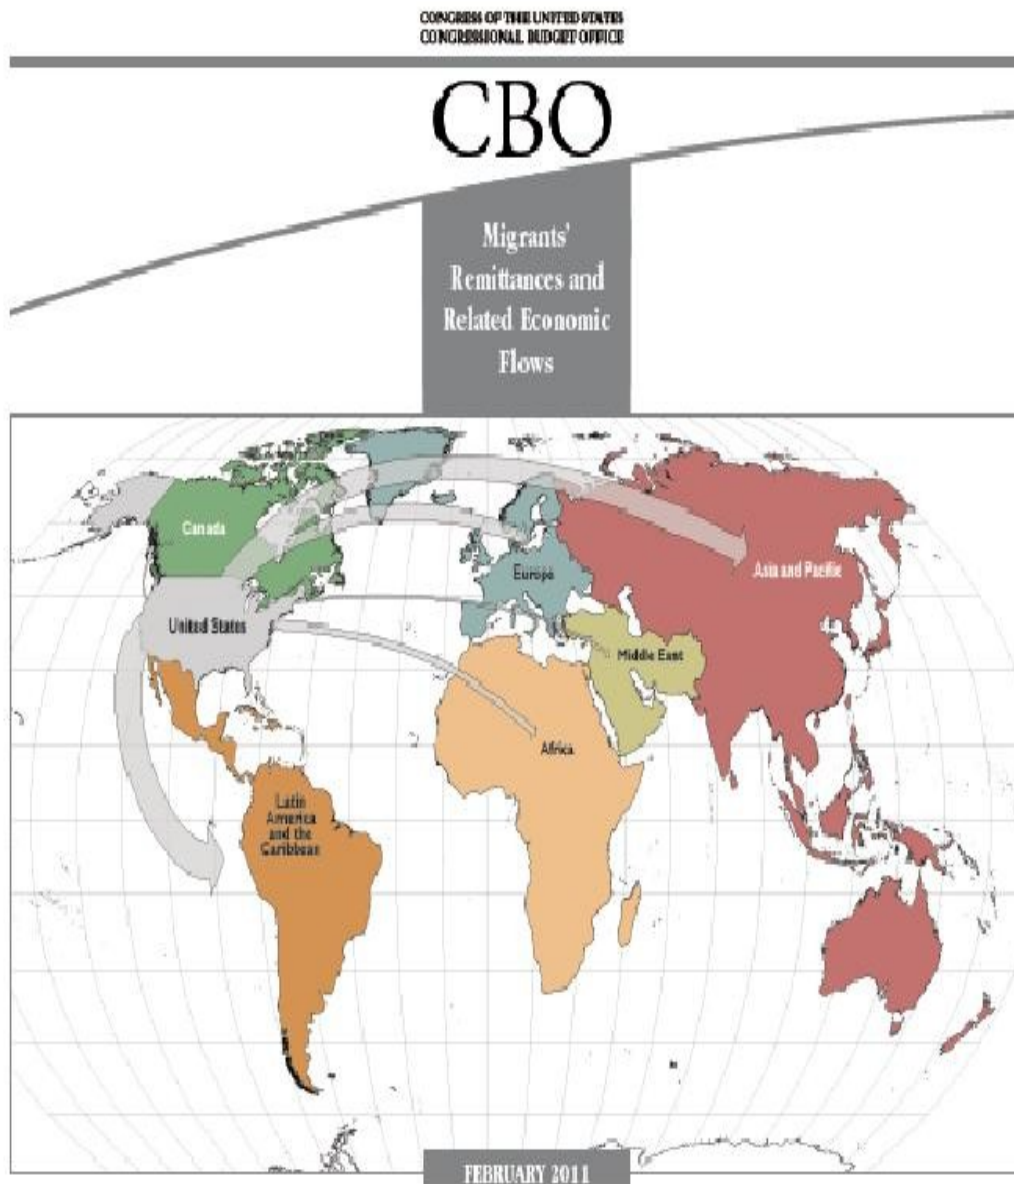 CONGRESS OF THE UNITED STATES
CONGRESSIONAL BUDGET OFFICE
CBO
Migrants'
Remittances and
Related Economic
Flows
Canada
United States
Europe
Asia and Pacific
Middle East
Africa
Latin
America
and the
Caribbean
FEBRUARY 2011